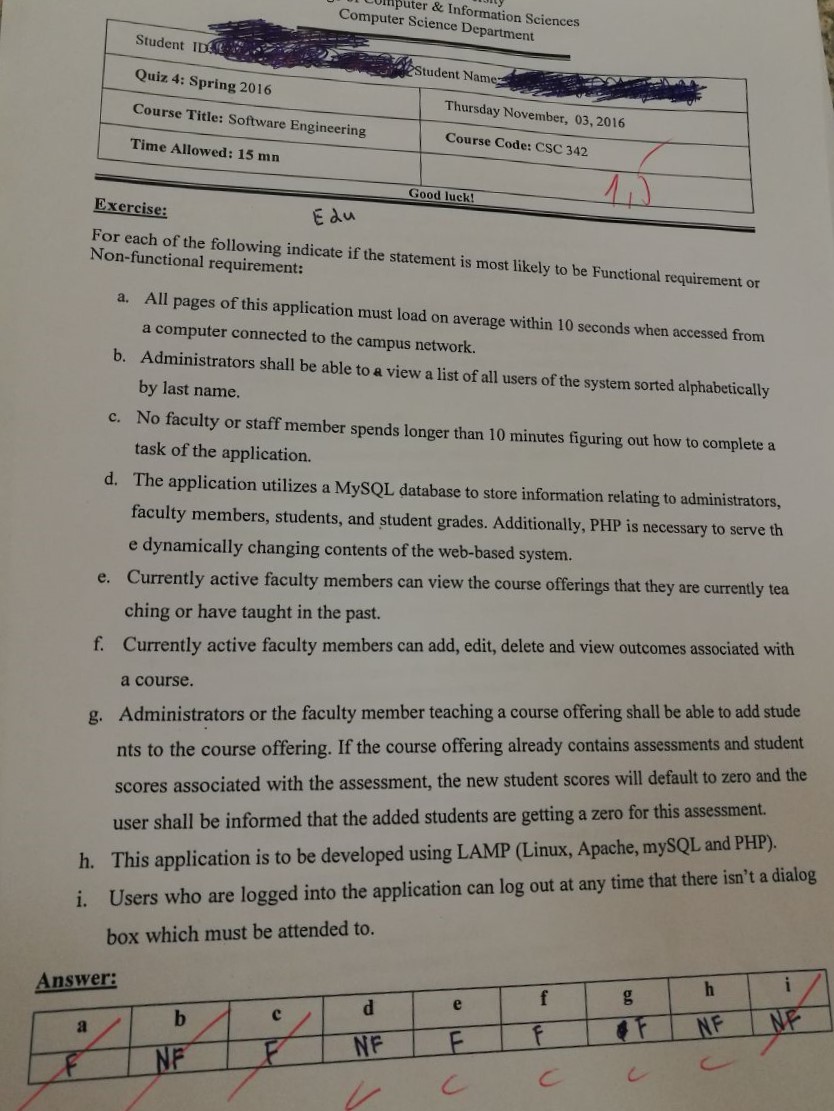 Computer & Information Sciences
Computer Science Department
Student ID
Student Name:
Quiz 4: Spring 2016
Thursday November, 03, 2016
Course Title: Software Engineering
Course Code: CSC 342
Time Allowed: 15 mn
Good luck!
Exercise:
Edu
For each of the following indicate if the statement is most likely to be Functional requirement or
Non-functional requirement:
a. All pages of this application must load on average within 10 seconds when accessed from
a computer connected to the campus network.
b. Administrators shall be able to a view a list of all users of the system sorted alphabetically
by last name.
c. No faculty or staff member spends longer than 10 minutes figuring out how to complete a
task of the application.
d. The application utilizes a MySQL database to store information relating to administrators,
faculty members, students, and student grades. Additionally, PHP is necessary to serve th
e dynamically changing contents of the web-based system.
e. Currently active faculty members can view the course offerings that they are currently tea
ching or have taught in the past.
f. Currently active faculty members can add, edit, delete and view outcomes associated with
a course.
g. Administrators or the faculty member teaching a course offering shall be able to add stude
nts to the course offering. If the course offering already contains assessments and student
scores associated with the assessment, the new student scores will default to zero and the
user shall be informed that the added students are getting a zero for this assessment.
h. This application is to be developed using LAMP (Linux, Apache, mySQL and PHP).
i. Users who are logged into the application can log out at any time that there isn't a dialog
box which must be attended to.
Answer:
a b c d e f g h i
F NF F NF F F F NF NF